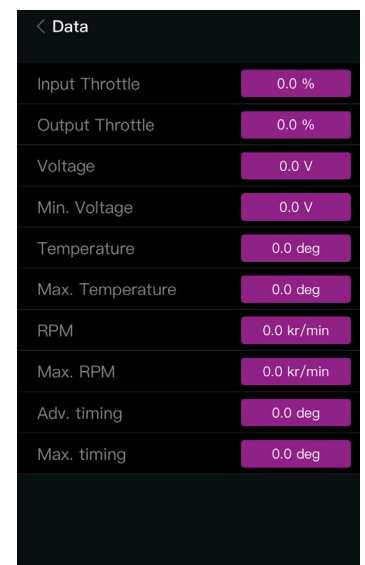 Data
Input Throttle 0.0 %
Output Throttle 0.0 %
Voltage 0.0 V
Min. Voltage 0.0 V
Temperature 0.0 deg
Max. Temperature 0.0 deg
RPM 0.0 kr/min
Max. RPM 0.0 kr/min
Adv. timing 0.0 deg
Max. timing 0.0 deg